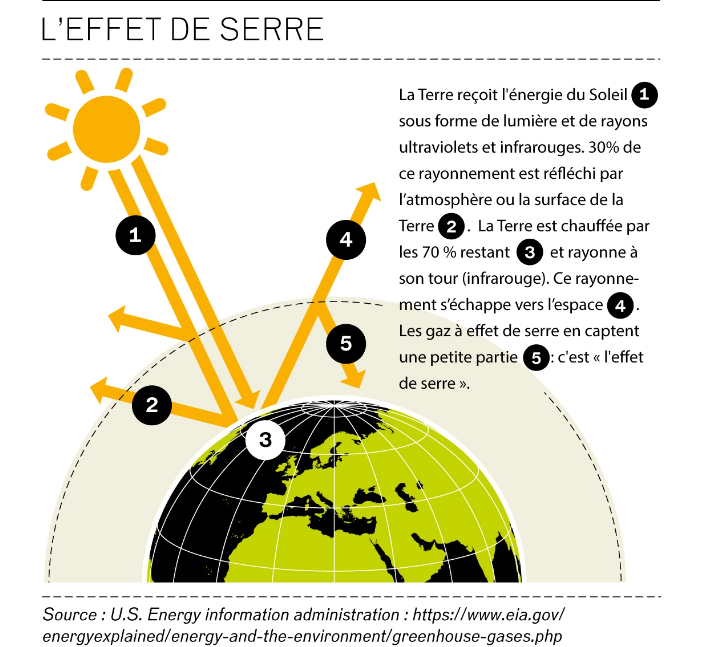 L'EFFET DE SERRE
La Terre reçoit l'énergie du Soleil 1
sous forme de lumière et de rayons
ultraviolets et infrarouges. 30% de
ce rayonnement est réfléchi par
l'atmosphère ou la surface de la
Terre 2 . La Terre est chauffée par
les 70 % restant 3 et rayonne à
son tour (infrarouge). Ce rayonne-
ment s'échappe vers l'espace 4 .
Les gaz à effet de serre en captent
une petite partie 5 : c'est « l'effet
de serre ».
1
4
5
2
3
Source : U.S. Energy information administration : https://www.eia.gov/
energyexplained/energy-and-the-environment/greenhouse-gases.php